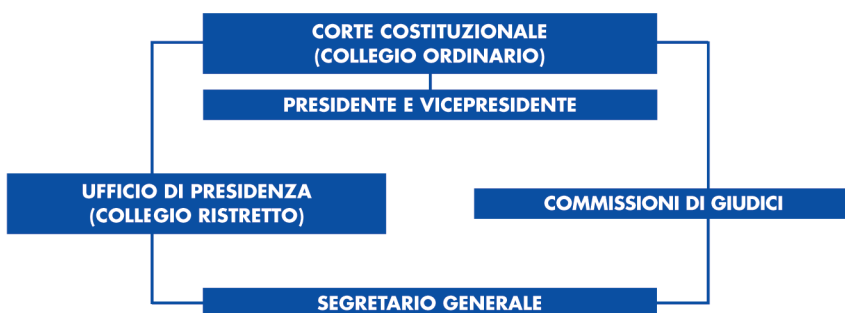 CORTE COSTITUZIONALE
(COLLEGIO ORDINARIO)
PRESIDENTE E VICEPRESIDENTE
UFFICIO DI PRESIDENZA
(COLLEGIO RISTRETTO)
COMMISSIONI DI GIUDICI
SEGRETARIO GENERALE